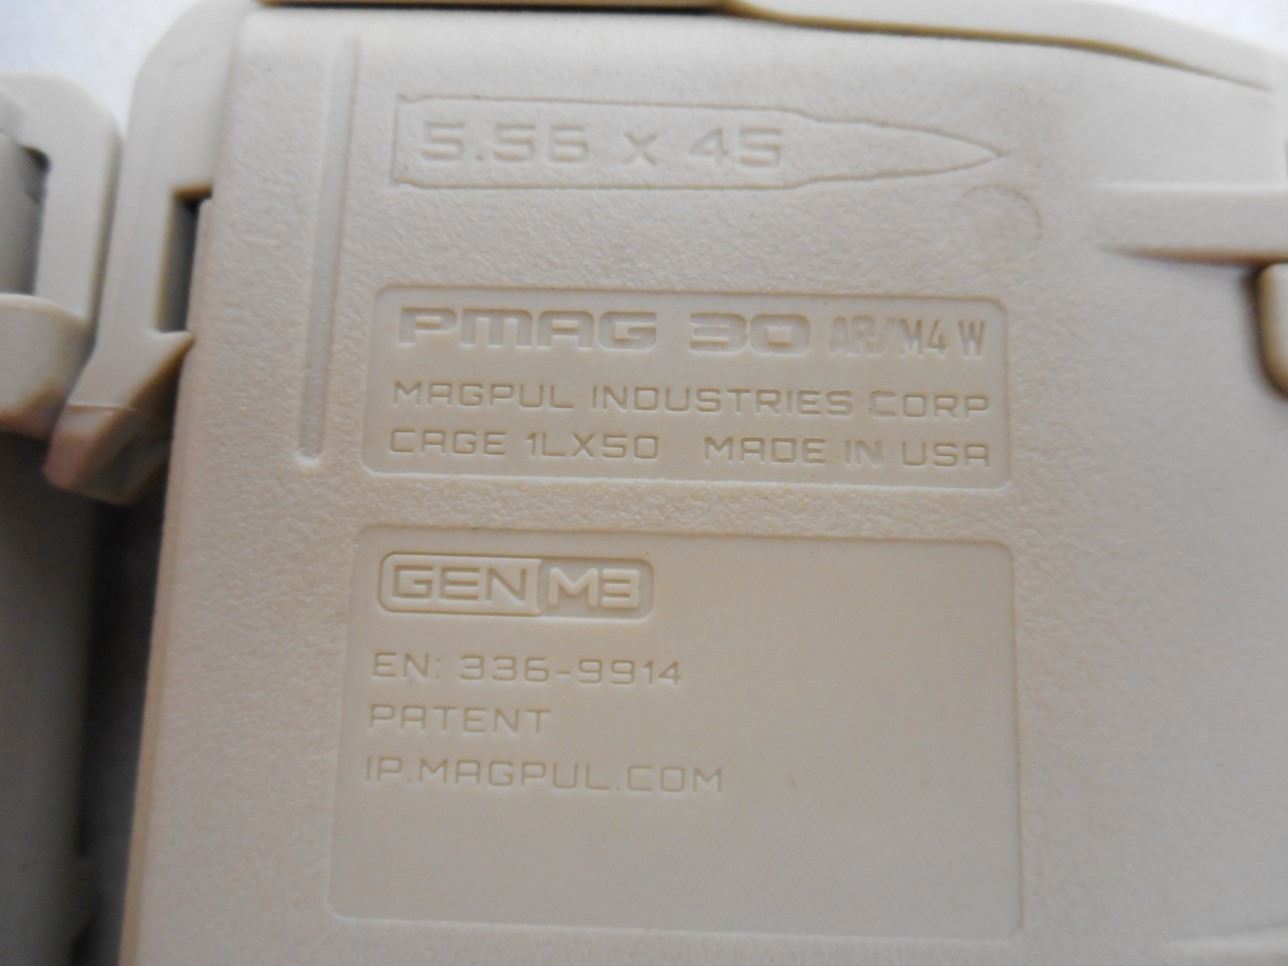 5.56 x 45
PMAG 30 AR/M4 W
MAGPUL INDUSTRIES CORP
CAGE 1LX50 MADE IN USA
GEN M3
EN: 336-9914
PATENT
IP.MAGPUL.COM